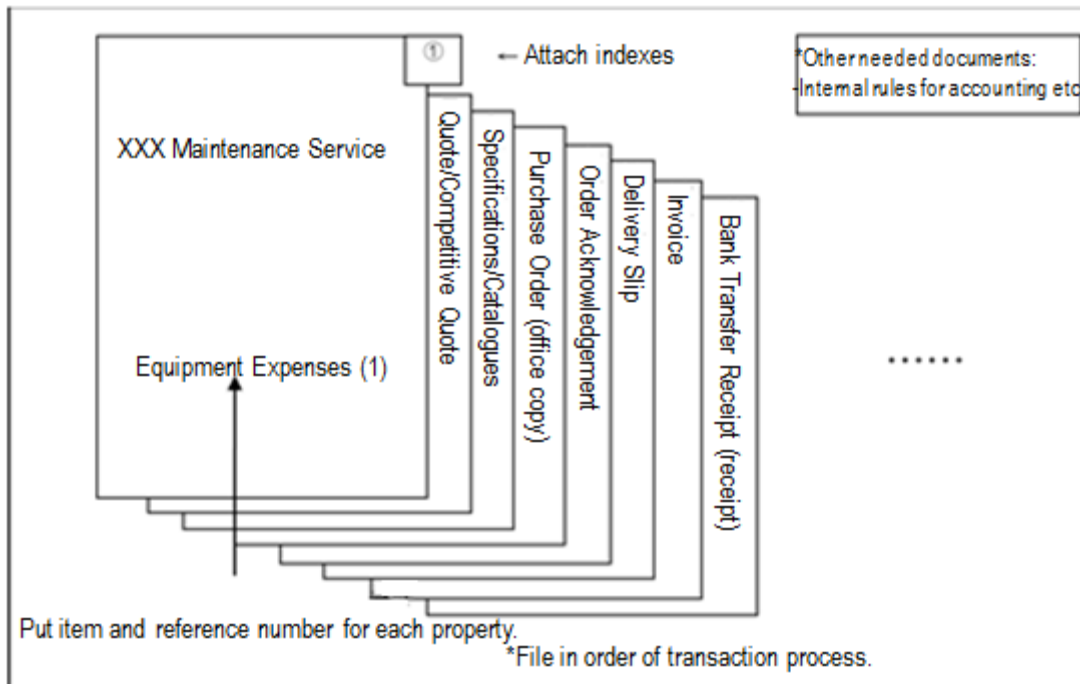 ①
← Attach indexes
*Other needed documents:
-Internal rules for accounting etc
XXX Maintenance Service
Equipment Expenses (1)
Quote/Competitive Quote
Specifications/Catalogues
Purchase Order (office copy)
Order Acknowledgement
Delivery Slip
Invoice
Bank Transfer Receipt (receipt)
......
Put item and reference number for each property.
*File in order of transaction process.